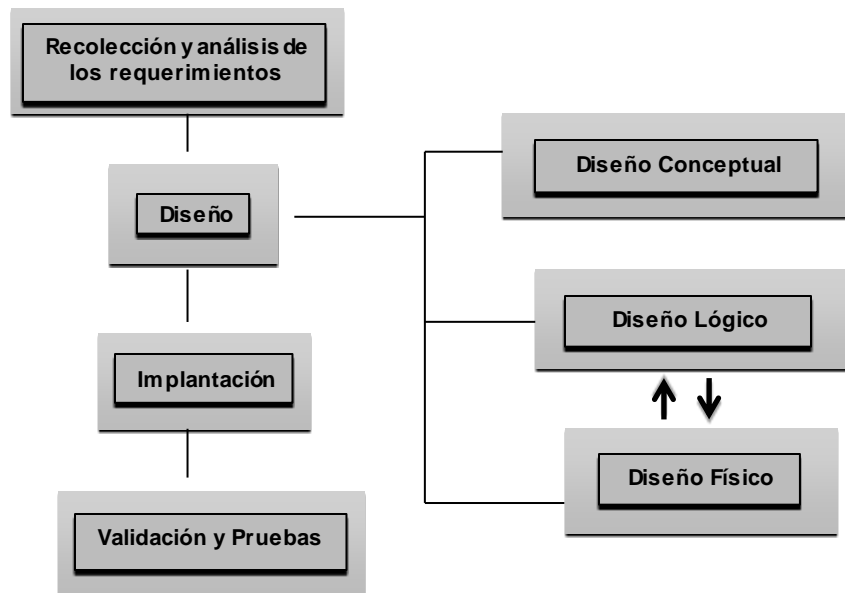 Recolección y análisis de
los requerimientos
Diseño
Implantación
Validación y Pruebas
Diseño Conceptual
Diseño Lógico
Diseño Físico